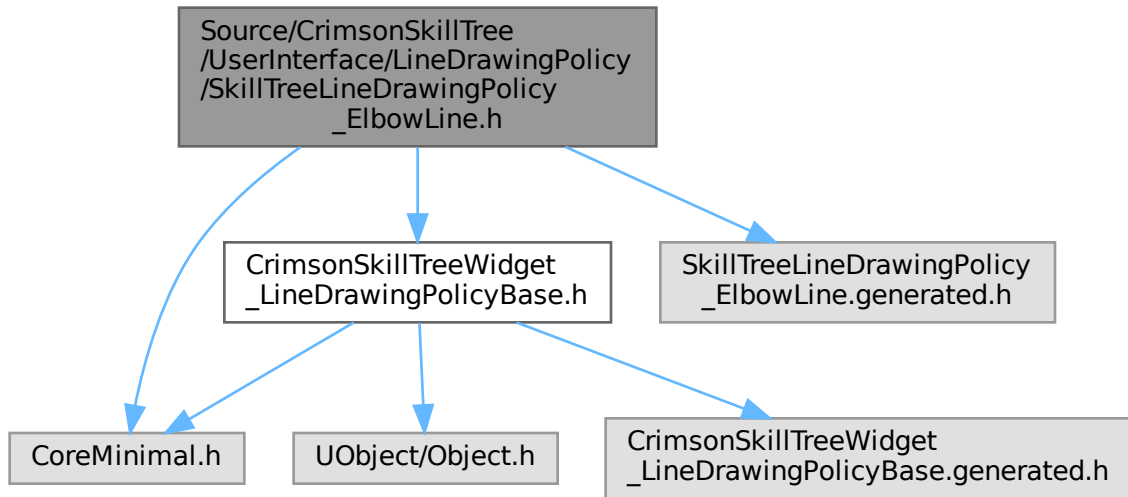 Source/CrimsonSkillTree
/UserInterface/LineDrawingPolicy
/SkillTreeLineDrawingPolicy
_ElbowLine.h
CrimsonSkillTreeWidget
_LineDrawingPolicyBase.h
SkillTreeLineDrawingPolicy
_ElbowLine.generated.h
CoreMinimal.h
UObject/Object.h
CrimsonSkillTreeWidget
_LineDrawingPolicyBase.generated.h